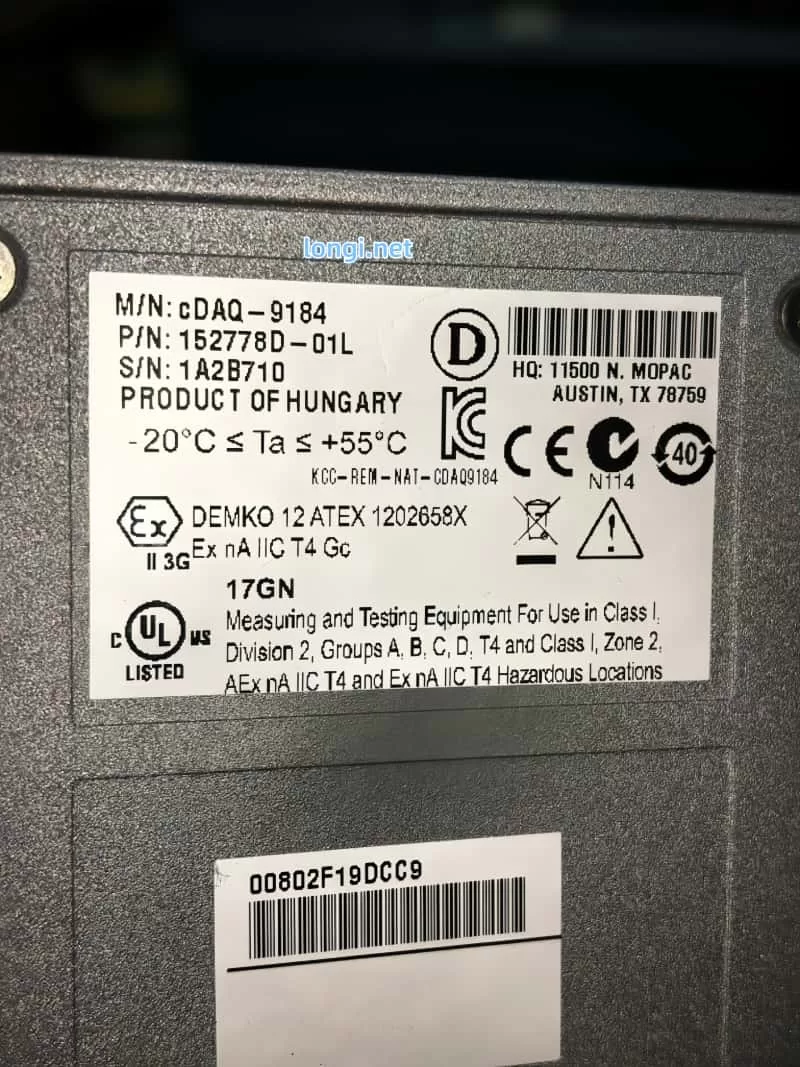 longi.net
M/N: cDAQ-9184
P/N: 152778D-01L
S/N: 1A2B710
PRODUCT OF HUNGARY
-20°C ≤ Ta ≤ +55°C
D
HQ: 11500 N. MOPAC
AUSTIN, TX 78759
KCC-REM-NAT-CDAQ9184
CE
N114
40
Ex
II 3G
DEMKO 12 ATEX 1202658X
Ex nA IIC T4 Gc
17GN
C UL US
LISTED
Measuring and Testing Equipment For Use in Class I,
Division 2, Groups A, B, C, D, T4 and Class I, Zone 2,
AEx nA IIC T4 and Ex nA IIC T4 Hazardous Locations
00802F19DCC9